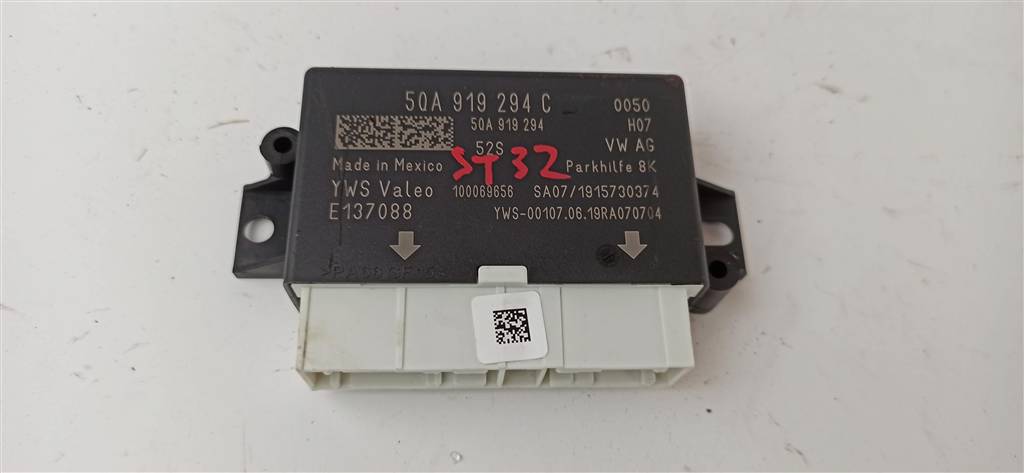 5QA 919 294 C 0050
5QA 919 294 H07
52S VW AG
ST32
Made in Mexico Parkhilfe 8K
YWS Valeo 100069656 SA07/1915730374
E137088 YWS-00107.06.19RA070704